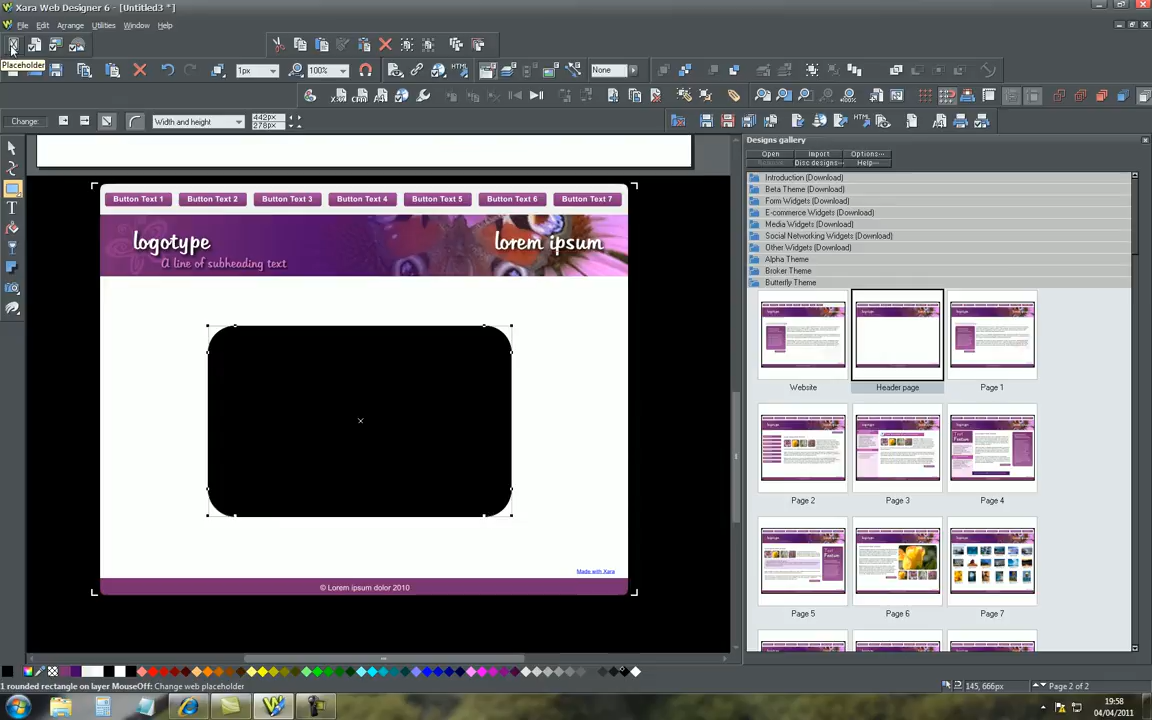 Xara Web Designer 6 - [Untitled3 *]
File Edit Arrange Utilities Window Help
Placeholder
1px 100% HTML None
Change: Width and height 442px
278px
Designs gallery
Open Import Options...
Disc designs... Help...
Introduction (Download)
Beta Theme (Download)
Form Widgets (Download)
E-commerce Widgets (Download)
Media Widgets (Download)
Social Networking Widgets (Download)
Other Widgets (Download)
Alpha Theme
Broker Theme
Butterfly Theme
Website Header page Page 1
Page 2 Page 3 Page 4
Page 5 Page 6 Page 7
Button Text 1 Button Text 2 Button Text 3 Button Text 4 Button Text 5 Button Text 6 Button Text 7
logotype lorem ipsum
A line of subheading text
Made with Xara
© Lorem ipsum dolor 2010
1 rounded rectangle on layer MouseOff: Change web placeholder
145, 666px Page 2 of 2
19:58
04/04/2011